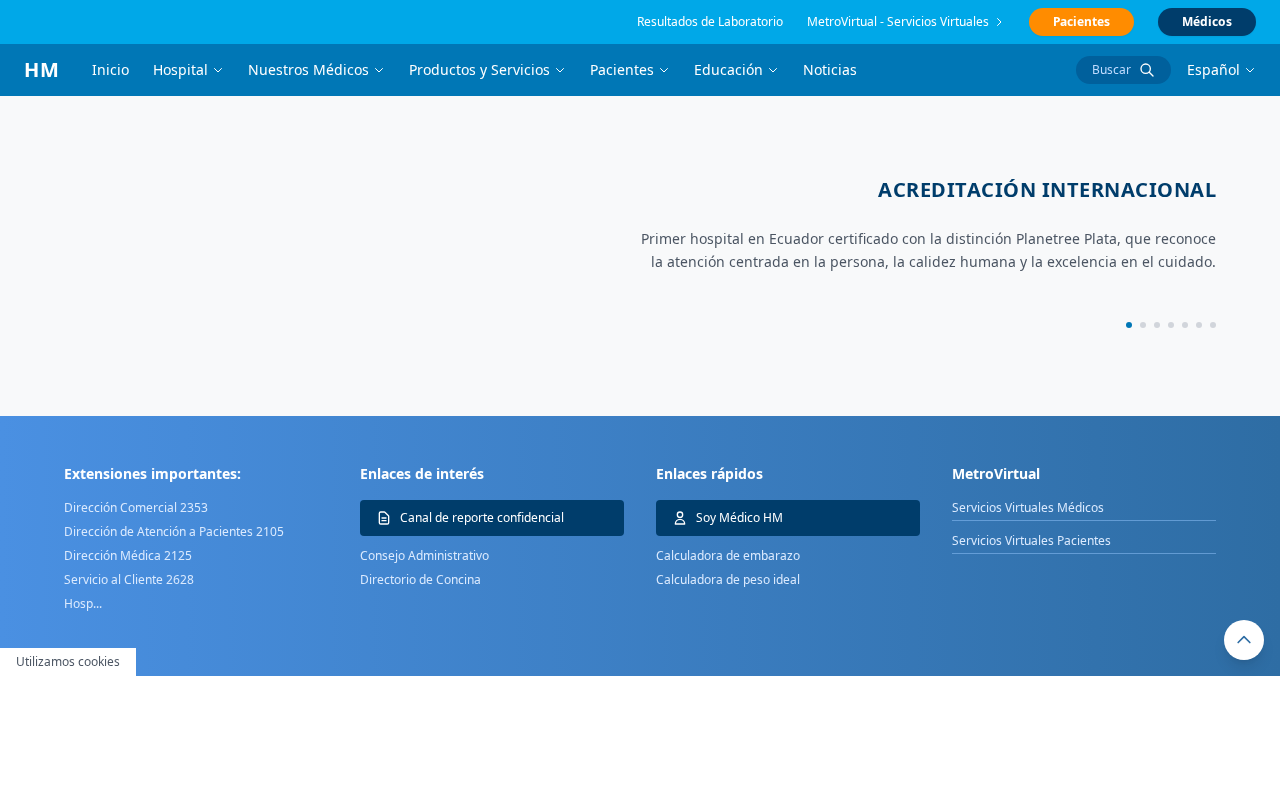 Resultados de Laboratorio
MetroVirtual - Servicios Virtuales
Pacientes
Médicos
HM
Inicio
Hospital
Nuestros Médicos
Productos y Servicios
Pacientes
Educación
Noticias
Buscar
Español
ACREDITACIÓN INTERNACIONAL
Primer hospital en Ecuador certificado con la distinción Planetree Plata, que reconoce
la atención centrada en la persona, la calidez humana y la excelencia en el cuidado.
Extensiones importantes:
Dirección Comercial 2353
Dirección de Atención a Pacientes 2105
Dirección Médica 2125
Servicio al Cliente 2628
Hosp...
Enlaces de interés
Canal de reporte confidencial
Consejo Administrativo
Directorio de Concina
Enlaces rápidos
Soy Médico HM
Calculadora de embarazo
Calculadora de peso ideal
MetroVirtual
Servicios Virtuales Médicos
Servicios Virtuales Pacientes
Utilizamos cookies